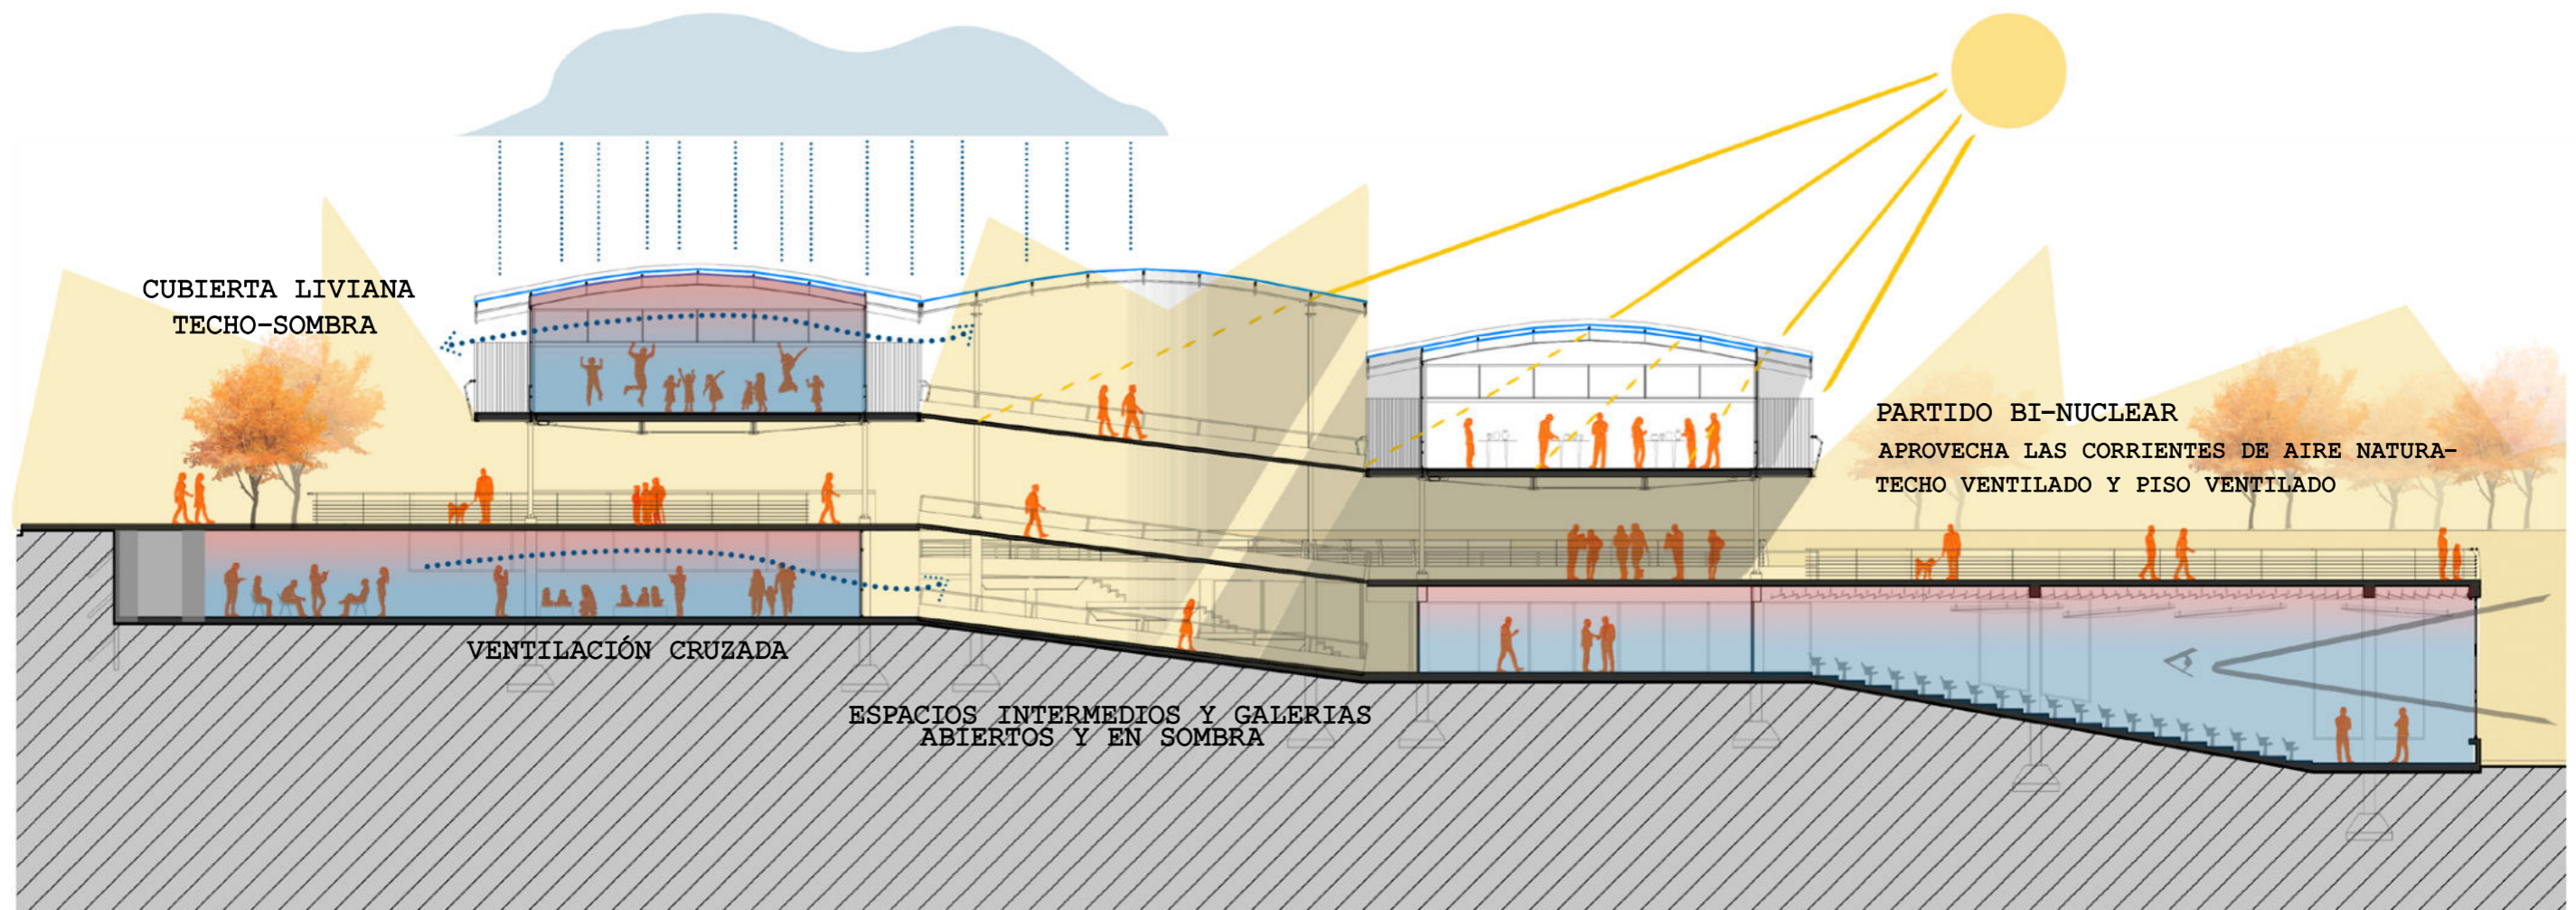 CUBIERTA LIVIANA
TECHO-SOMBRA
PARTIDO BI-NUCLEAR
APROVECHA LAS CORRIENTES DE AIRE NATURA-
TECHO VENTILADO Y PISO VENTILADO
VENTILACIÓN CRUZADA
ESPACIOS INTERMEDIOS Y GALERIAS
ABIERTOS Y EN SOMBRA